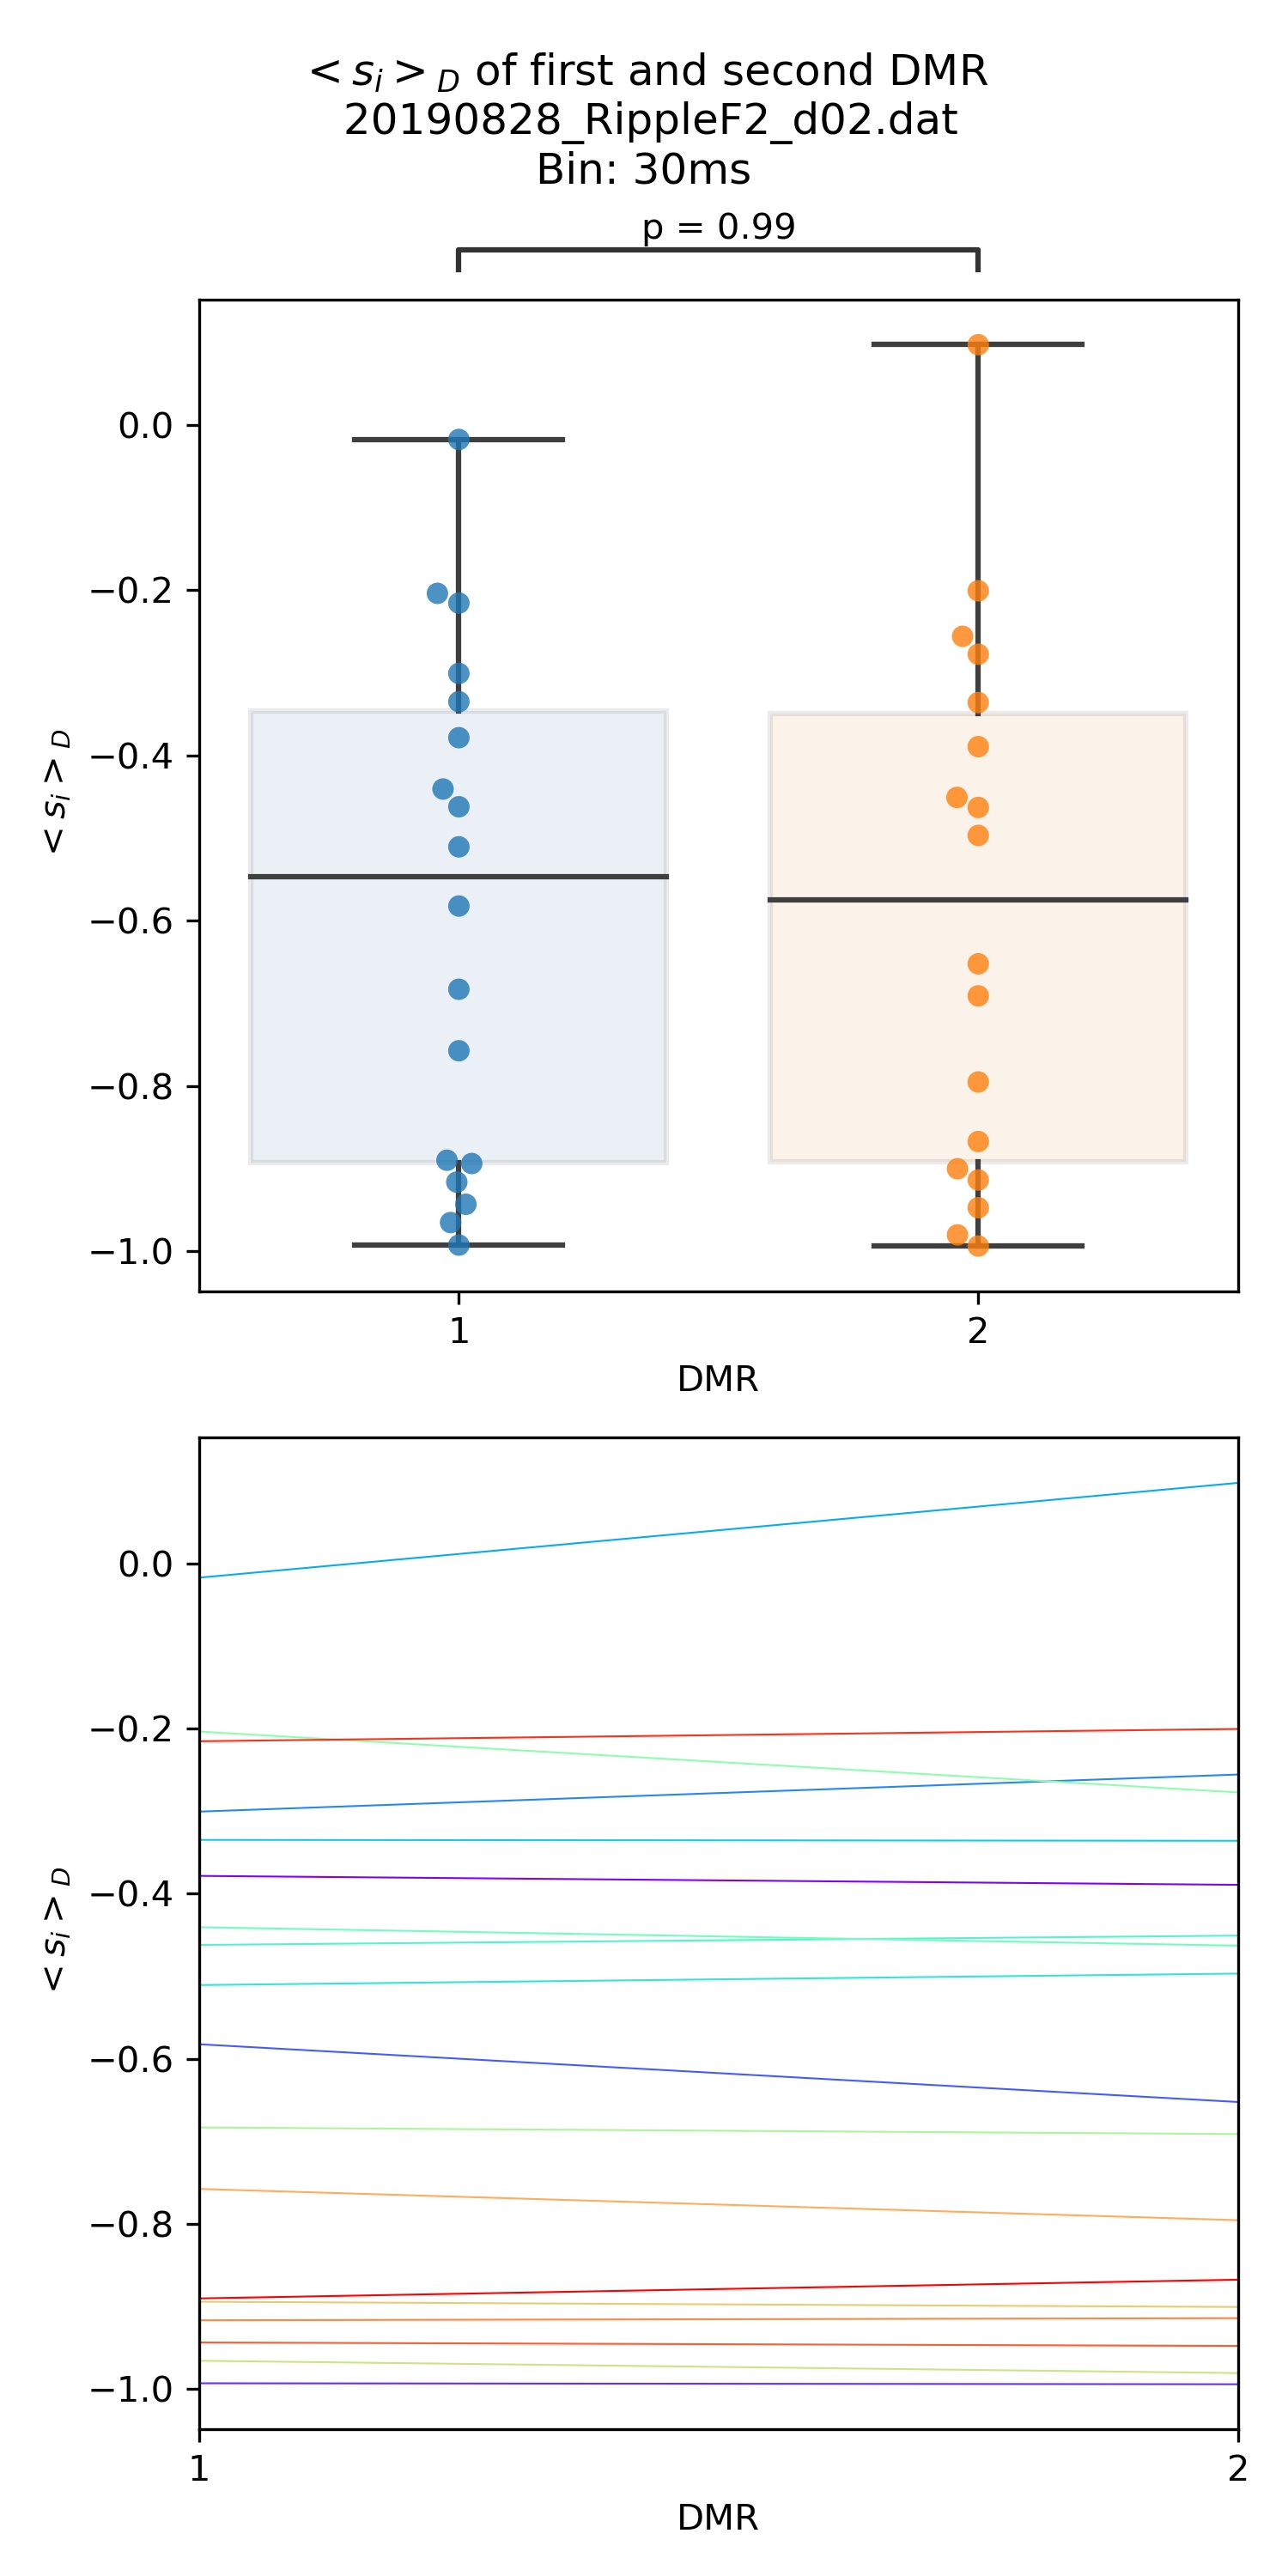 < s_i >_D of first and second DMR
20190828_RippleF2_d02.dat
Bin: 30ms
p = 0.99
0.0
−0.2
−0.4
−0.6
−0.8
−1.0
< s_i >_D
1
2
DMR
0.0
−0.2
−0.4
−0.6
−0.8
−1.0
< s_i >_D
1
2
DMR